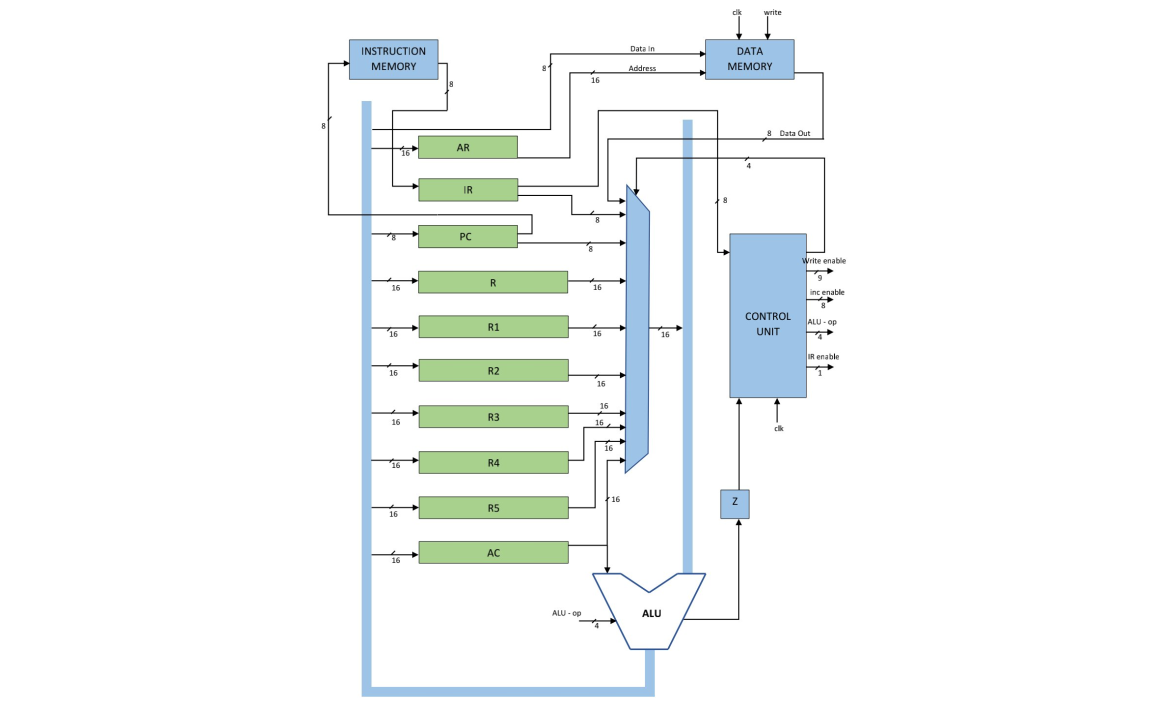 clk
write
INSTRUCTION
MEMORY
Data In
DATA
MEMORY
8
Address
16
8
8
8
Data Out
AR
16
4
IR
8
8
PC
8
8
Write enable
9
R
16
16
inc enable
8
R1
16
16
16
CONTROL
UNIT
ALU - op
4
IR enable
1
R2
16
16
R3
16
16
16
clk
R4
16
16
R5
16
16
Z
AC
16
ALU - op
4
ALU